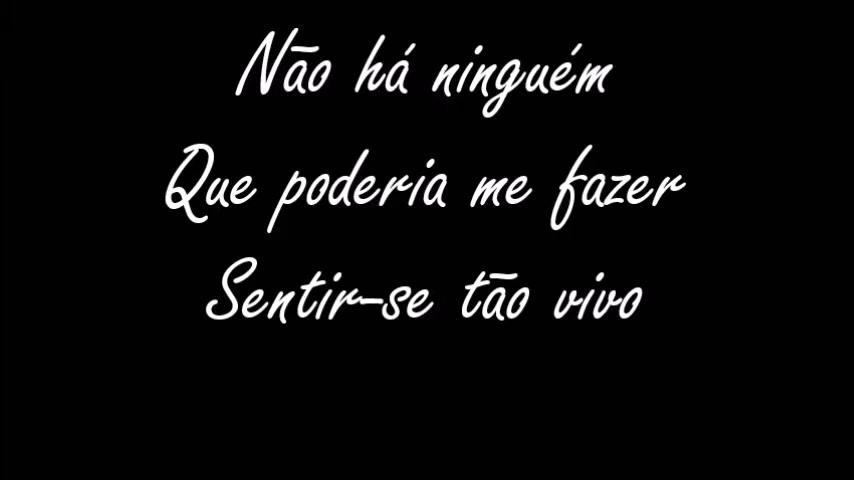 Não há ninguém
Que poderia me fazer
Sentir-se tão vivo